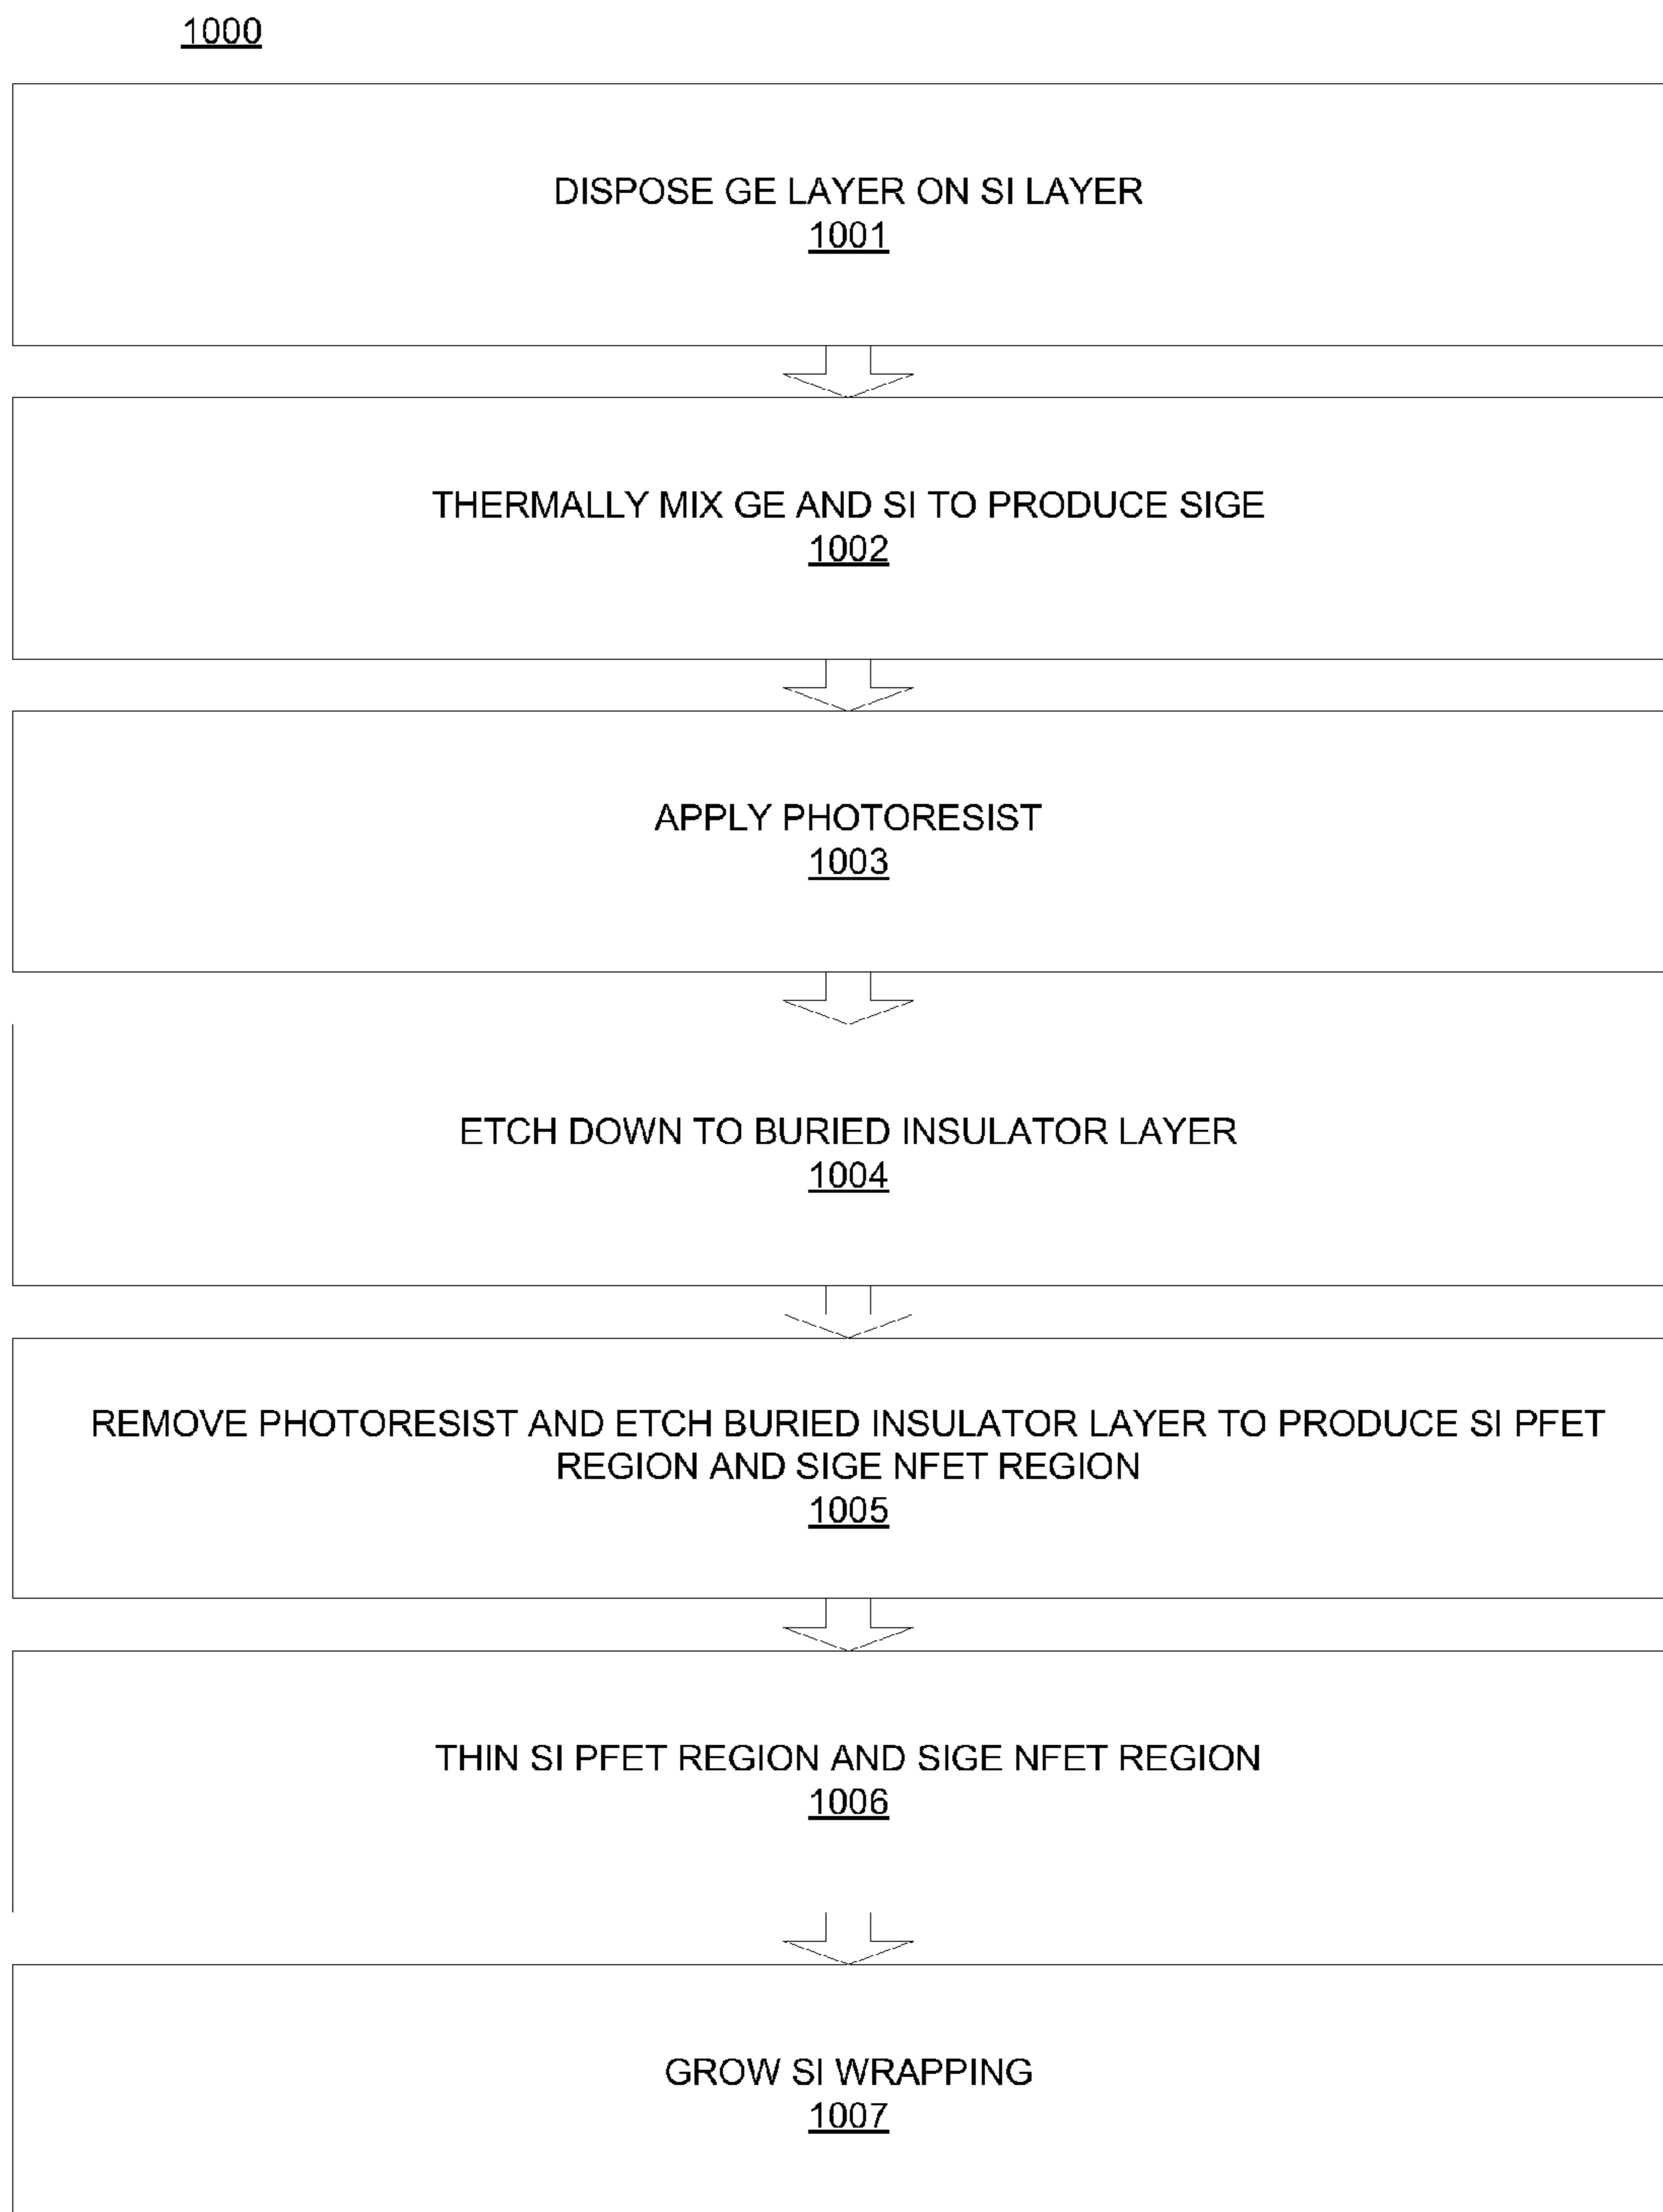 1000
DISPOSE GE LAYER ON SI LAYER
1001
THERMALLY MIX GE AND SI TO PRODUCE SIGE
1002
APPLY PHOTORESIST
1003
ETCH DOWN TO BURIED INSULATOR LAYER
1004
REMOVE PHOTORESIST AND ETCH BURIED INSULATOR LAYER TO PRODUCE SI PFET
REGION AND SIGE NFET REGION
1005
THIN SI PFET REGION AND SIGE NFET REGION
1006
GROW SI WRAPPING
1007